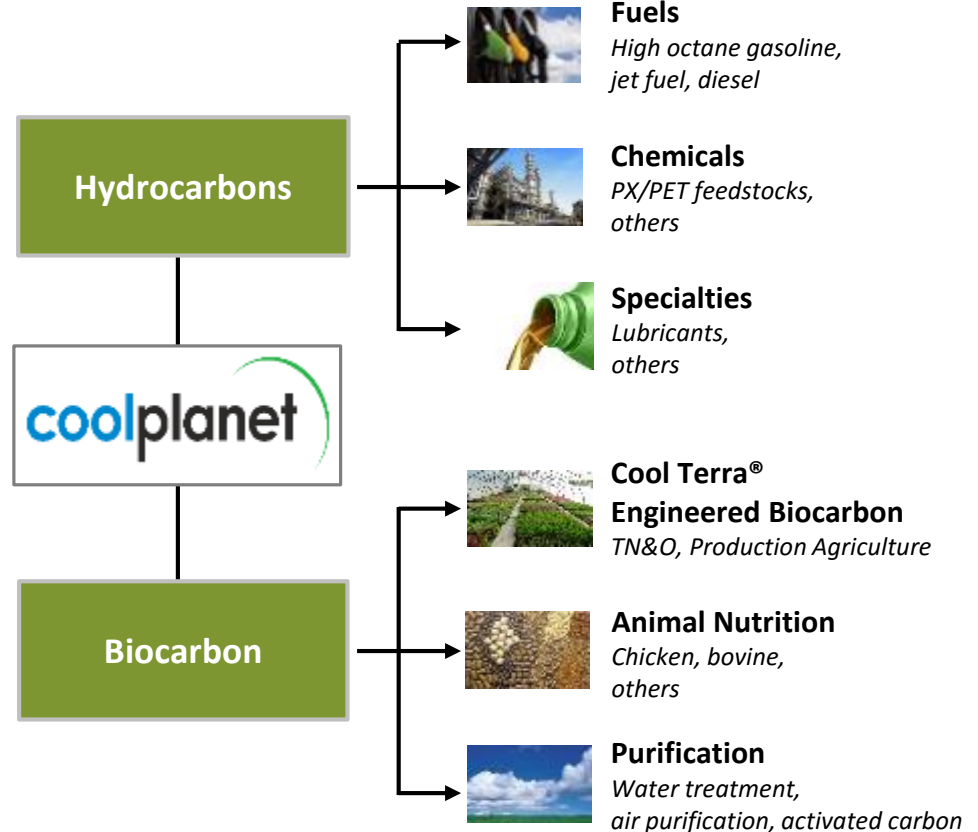 Fuels
High octane gasoline,
jet fuel, diesel
Hydrocarbons
Chemicals
PX/PET feedstocks,
others
Specialties
Lubricants,
others
coolplanet
Cool Terra®
Engineered Biocarbon
TN&O, Production Agriculture
Biocarbon
Animal Nutrition
Chicken, bovine,
others
Purification
Water treatment,
air purification, activated carbon